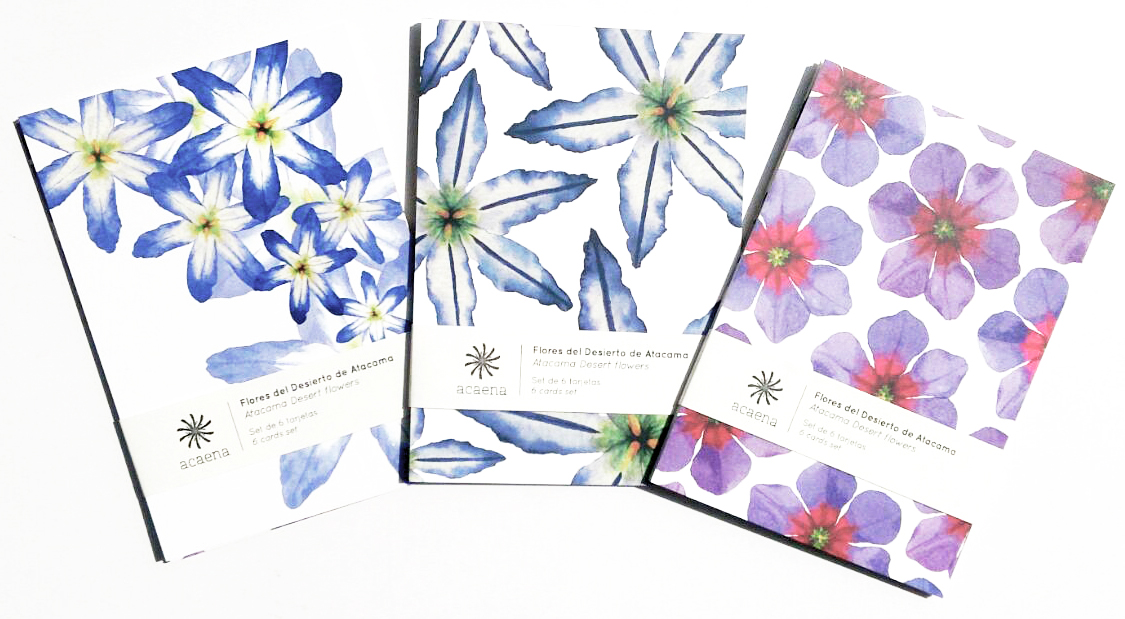 acaena
Flores del Desierto de Atacama
Atacama Desert flowers
Set de 6 tarjetas
6 cards set
acaena
Flores del Desierto de Atacama
Atacama Desert flowers
Set de 6 tarjetas
6 cards set
acaena
Flores del Desierto de Atacama
Atacama Desert flowers
Set de 6 tarjetas
6 cards set